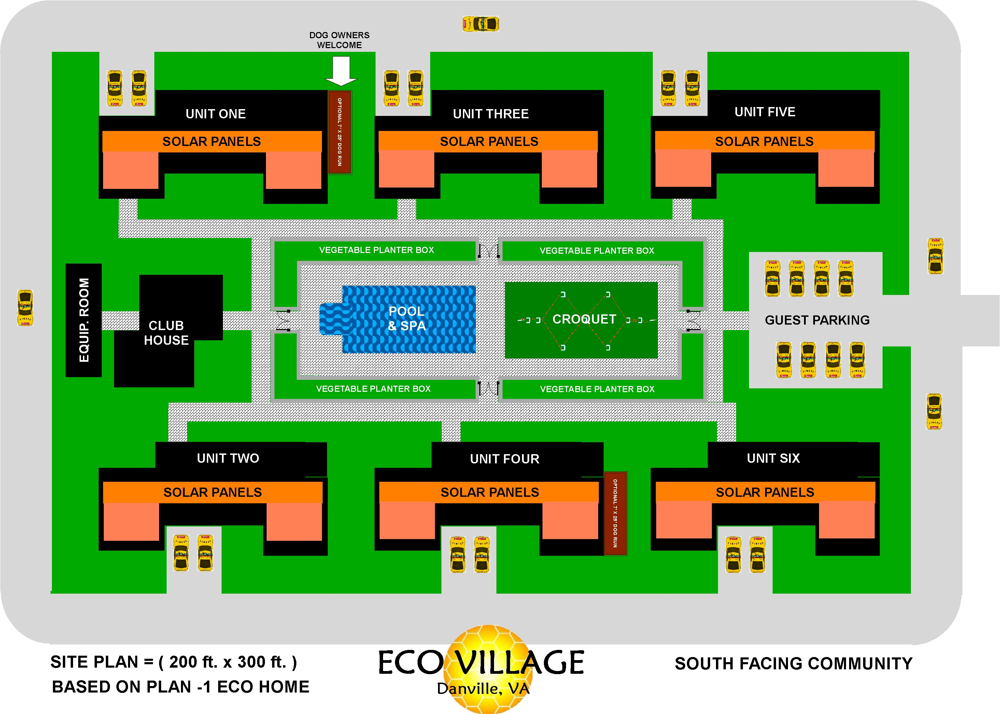 DOG OWNERS
WELCOME
UNIT ONE
UNIT THREE
UNIT FIVE
SOLAR PANELS
SOLAR PANELS
SOLAR PANELS
OPTIONAL 7' X 25' DOG RUN
VEGETABLE PLANTER BOX
VEGETABLE PLANTER BOX
EQUIP. ROOM
CLUB
HOUSE
POOL
& SPA
CROQUET
GUEST PARKING
VEGETABLE PLANTER BOX
VEGETABLE PLANTER BOX
UNIT TWO
UNIT FOUR
UNIT SIX
SOLAR PANELS
SOLAR PANELS
SOLAR PANELS
OPTIONAL 7' X 25' DOG RUN
SITE PLAN = ( 200 ft. x 300 ft. )
BASED ON PLAN -1 ECO HOME
ECO VILLAGE
Danville, VA
SOUTH FACING COMMUNITY